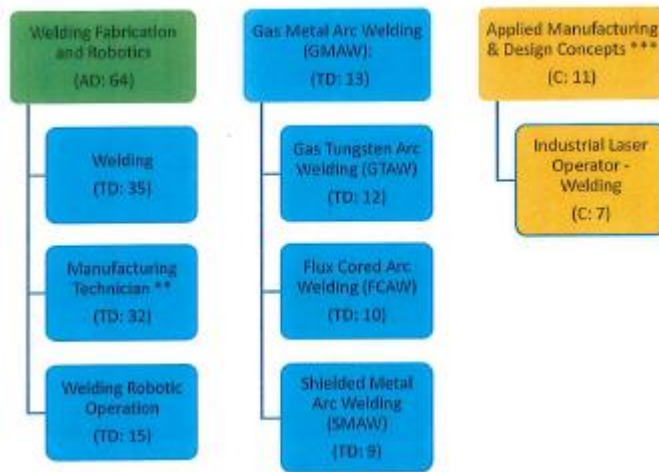 Welding Fabrication
and Robotics
(AD: 64)
Welding
(TD: 35)
Manufacturing
Technician **
(TD: 32)
Welding Robotic
Operation
(TD: 15)
Gas Metal Arc Welding
(GMAW):
(TD: 13)
Gas Tungsten Arc
Welding (GTAW)
(TD: 12)
Flux Cored Arc
Welding (FCAW)
(TD: 10)
Shielded Metal
Arc Welding
(SMAW)
(TD: 9)
Applied Manufacturing
& Design Concepts ***
(C: 11)
Industrial Laser
Operator -
Welding
(C: 7)